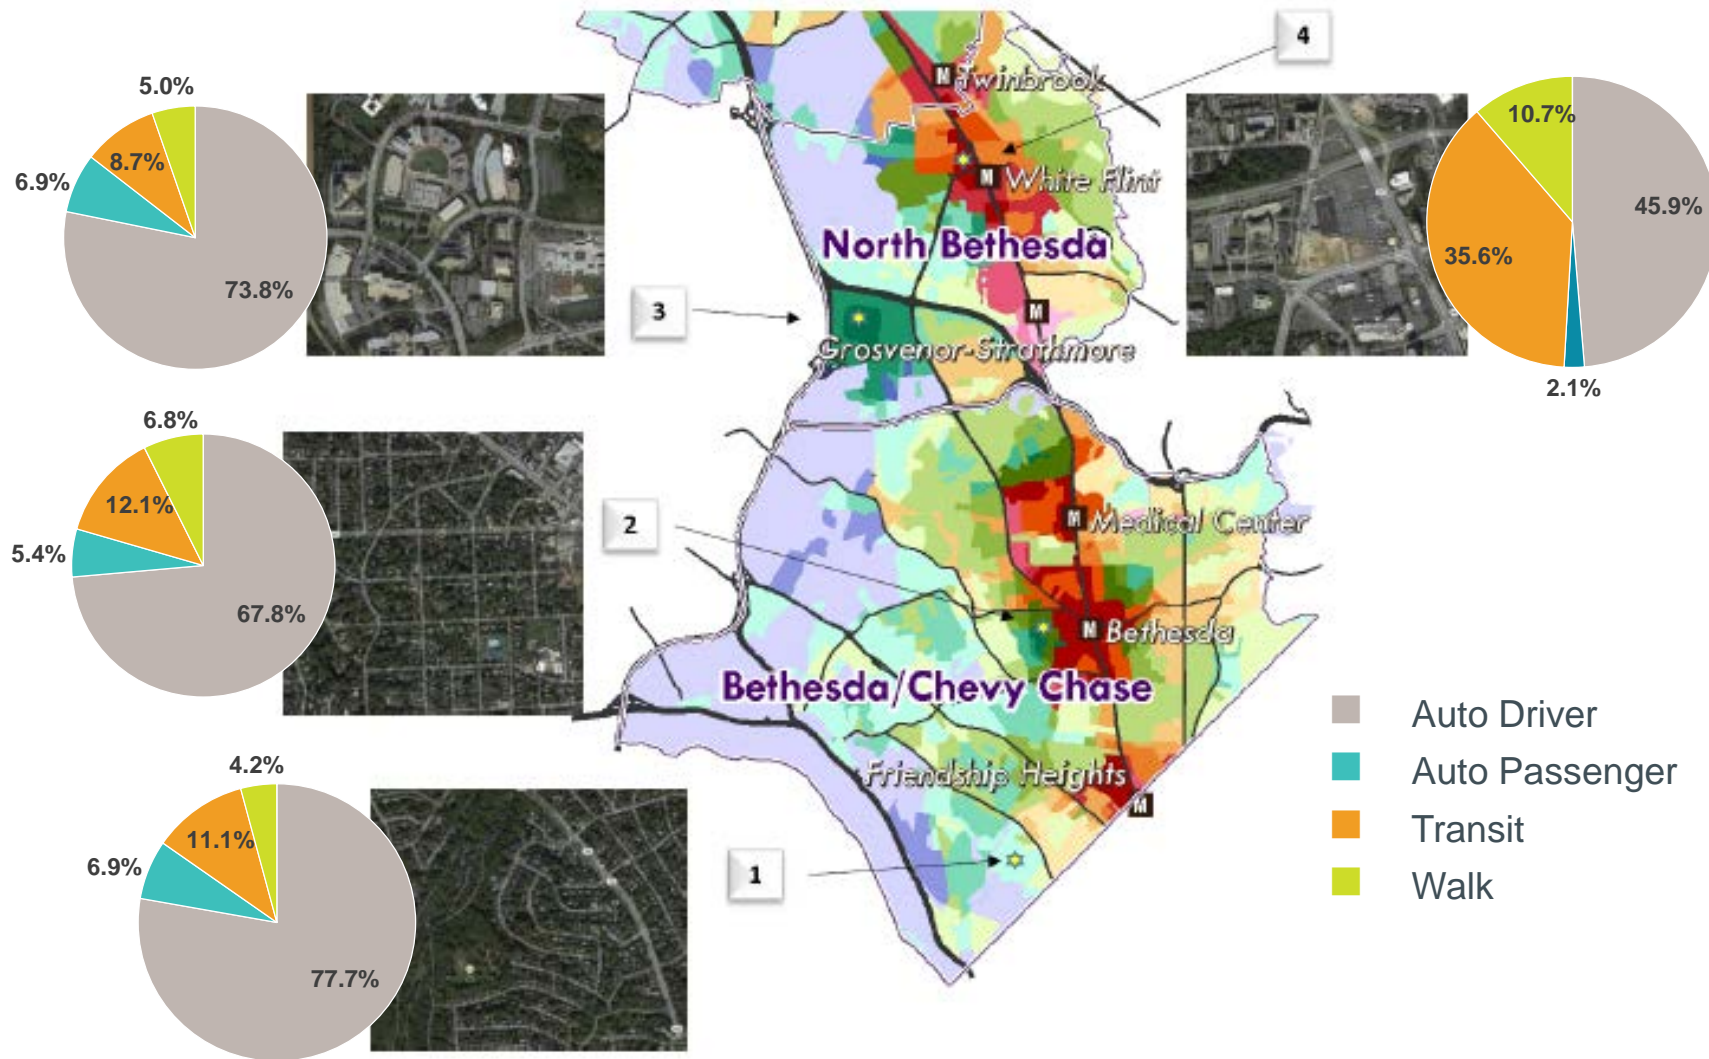 5.0%
8.7%
6.9%
73.8%
6.8%
12.1%
5.4%
67.8%
4.2%
11.1%
6.9%
77.7%
4
M Twinbrook
M White Flint
North Bethesda
3
M
Grosvenor-Strathmore
2
M Medical Center
M Bethesda
Bethesda/Chevy Chase
Friendship Heights
M
1
10.7%
45.9%
35.6%
2.1%
Auto Driver
Auto Passenger
Transit
Walk